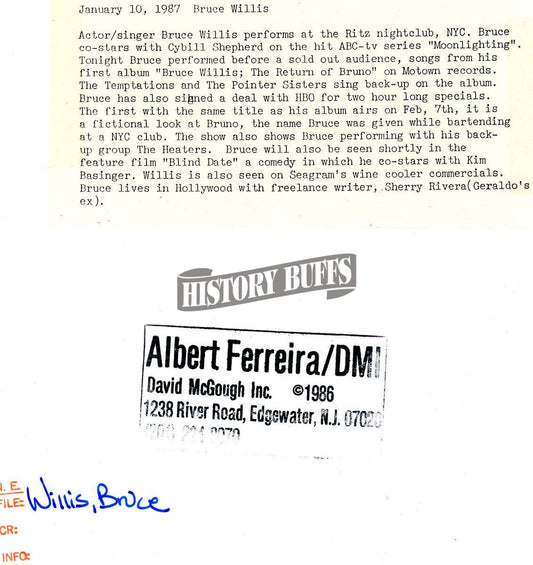 January 10, 1987  Bruce Willis
Actor/singer Bruce Willis performs at the Ritz nightclub, NYC. Bruce
co-stars with Cybill Shepherd on the hit ABC-tv series "Moonlighting".
Tonight Bruce performed before a sold out audience, songs from his
first album "Bruce Willis; The Return of Bruno" on Motown records.
The Temptations and The Pointer Sisters sing back-up on the album.
Bruce has also signed a deal with HBO for two hour long specials.
The first with the same title as his album airs on Feb, 7th, it is
a fictional look at Bruno, the name Bruce was given while bartending
at a NYC club. The show also shows Bruce performing with his back-
up group The Heaters.  Bruce will also be seen shortly in the
feature film "Blind Date" a comedy in which he co-stars with Kim
Basinger. Willis is also seen on Seagram's wine cooler commercials.
Bruce lives in Hollywood with freelance writer, Sherry Rivera(Geraldo's
ex).
HISTORY BUFFS
Albert Ferreira/DMI
David McGough Inc. ©1986
1238 River Road, Edgewater, N.J. 07020
N. E.
FILE: Willis, Bruce
CR:
INFO: